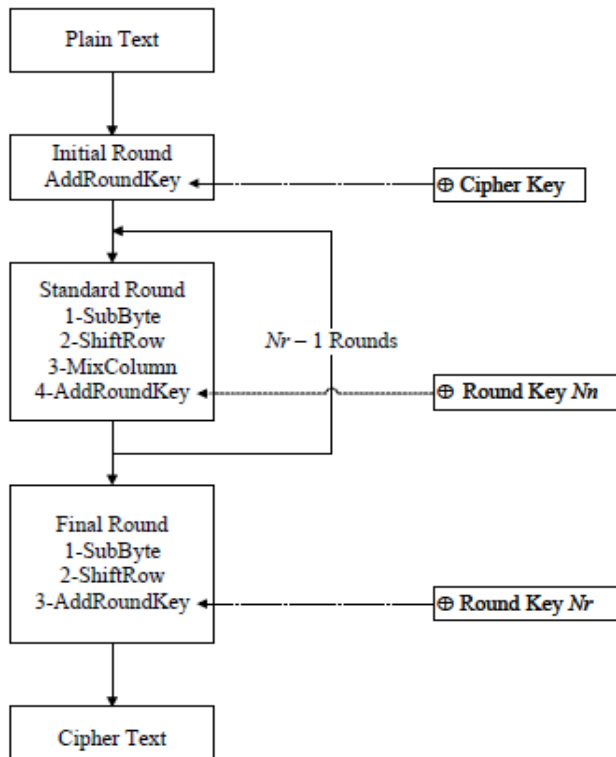 Plain Text
Initial Round
AddRoundKey
⊕ Cipher Key
Standard Round
1-SubByte
2-ShiftRow
3-MixColumn
4-AddRoundKey
Nr – 1 Rounds
⊕ Round Key Nn
Final Round
1-SubByte
2-ShiftRow
3-AddRoundKey
⊕ Round Key Nr
Cipher Text